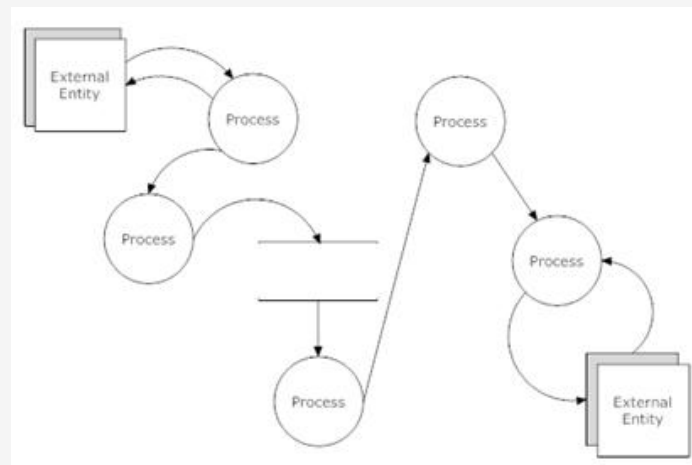 External
Entity
Process
Process
Process
Process
Process
External
Entity